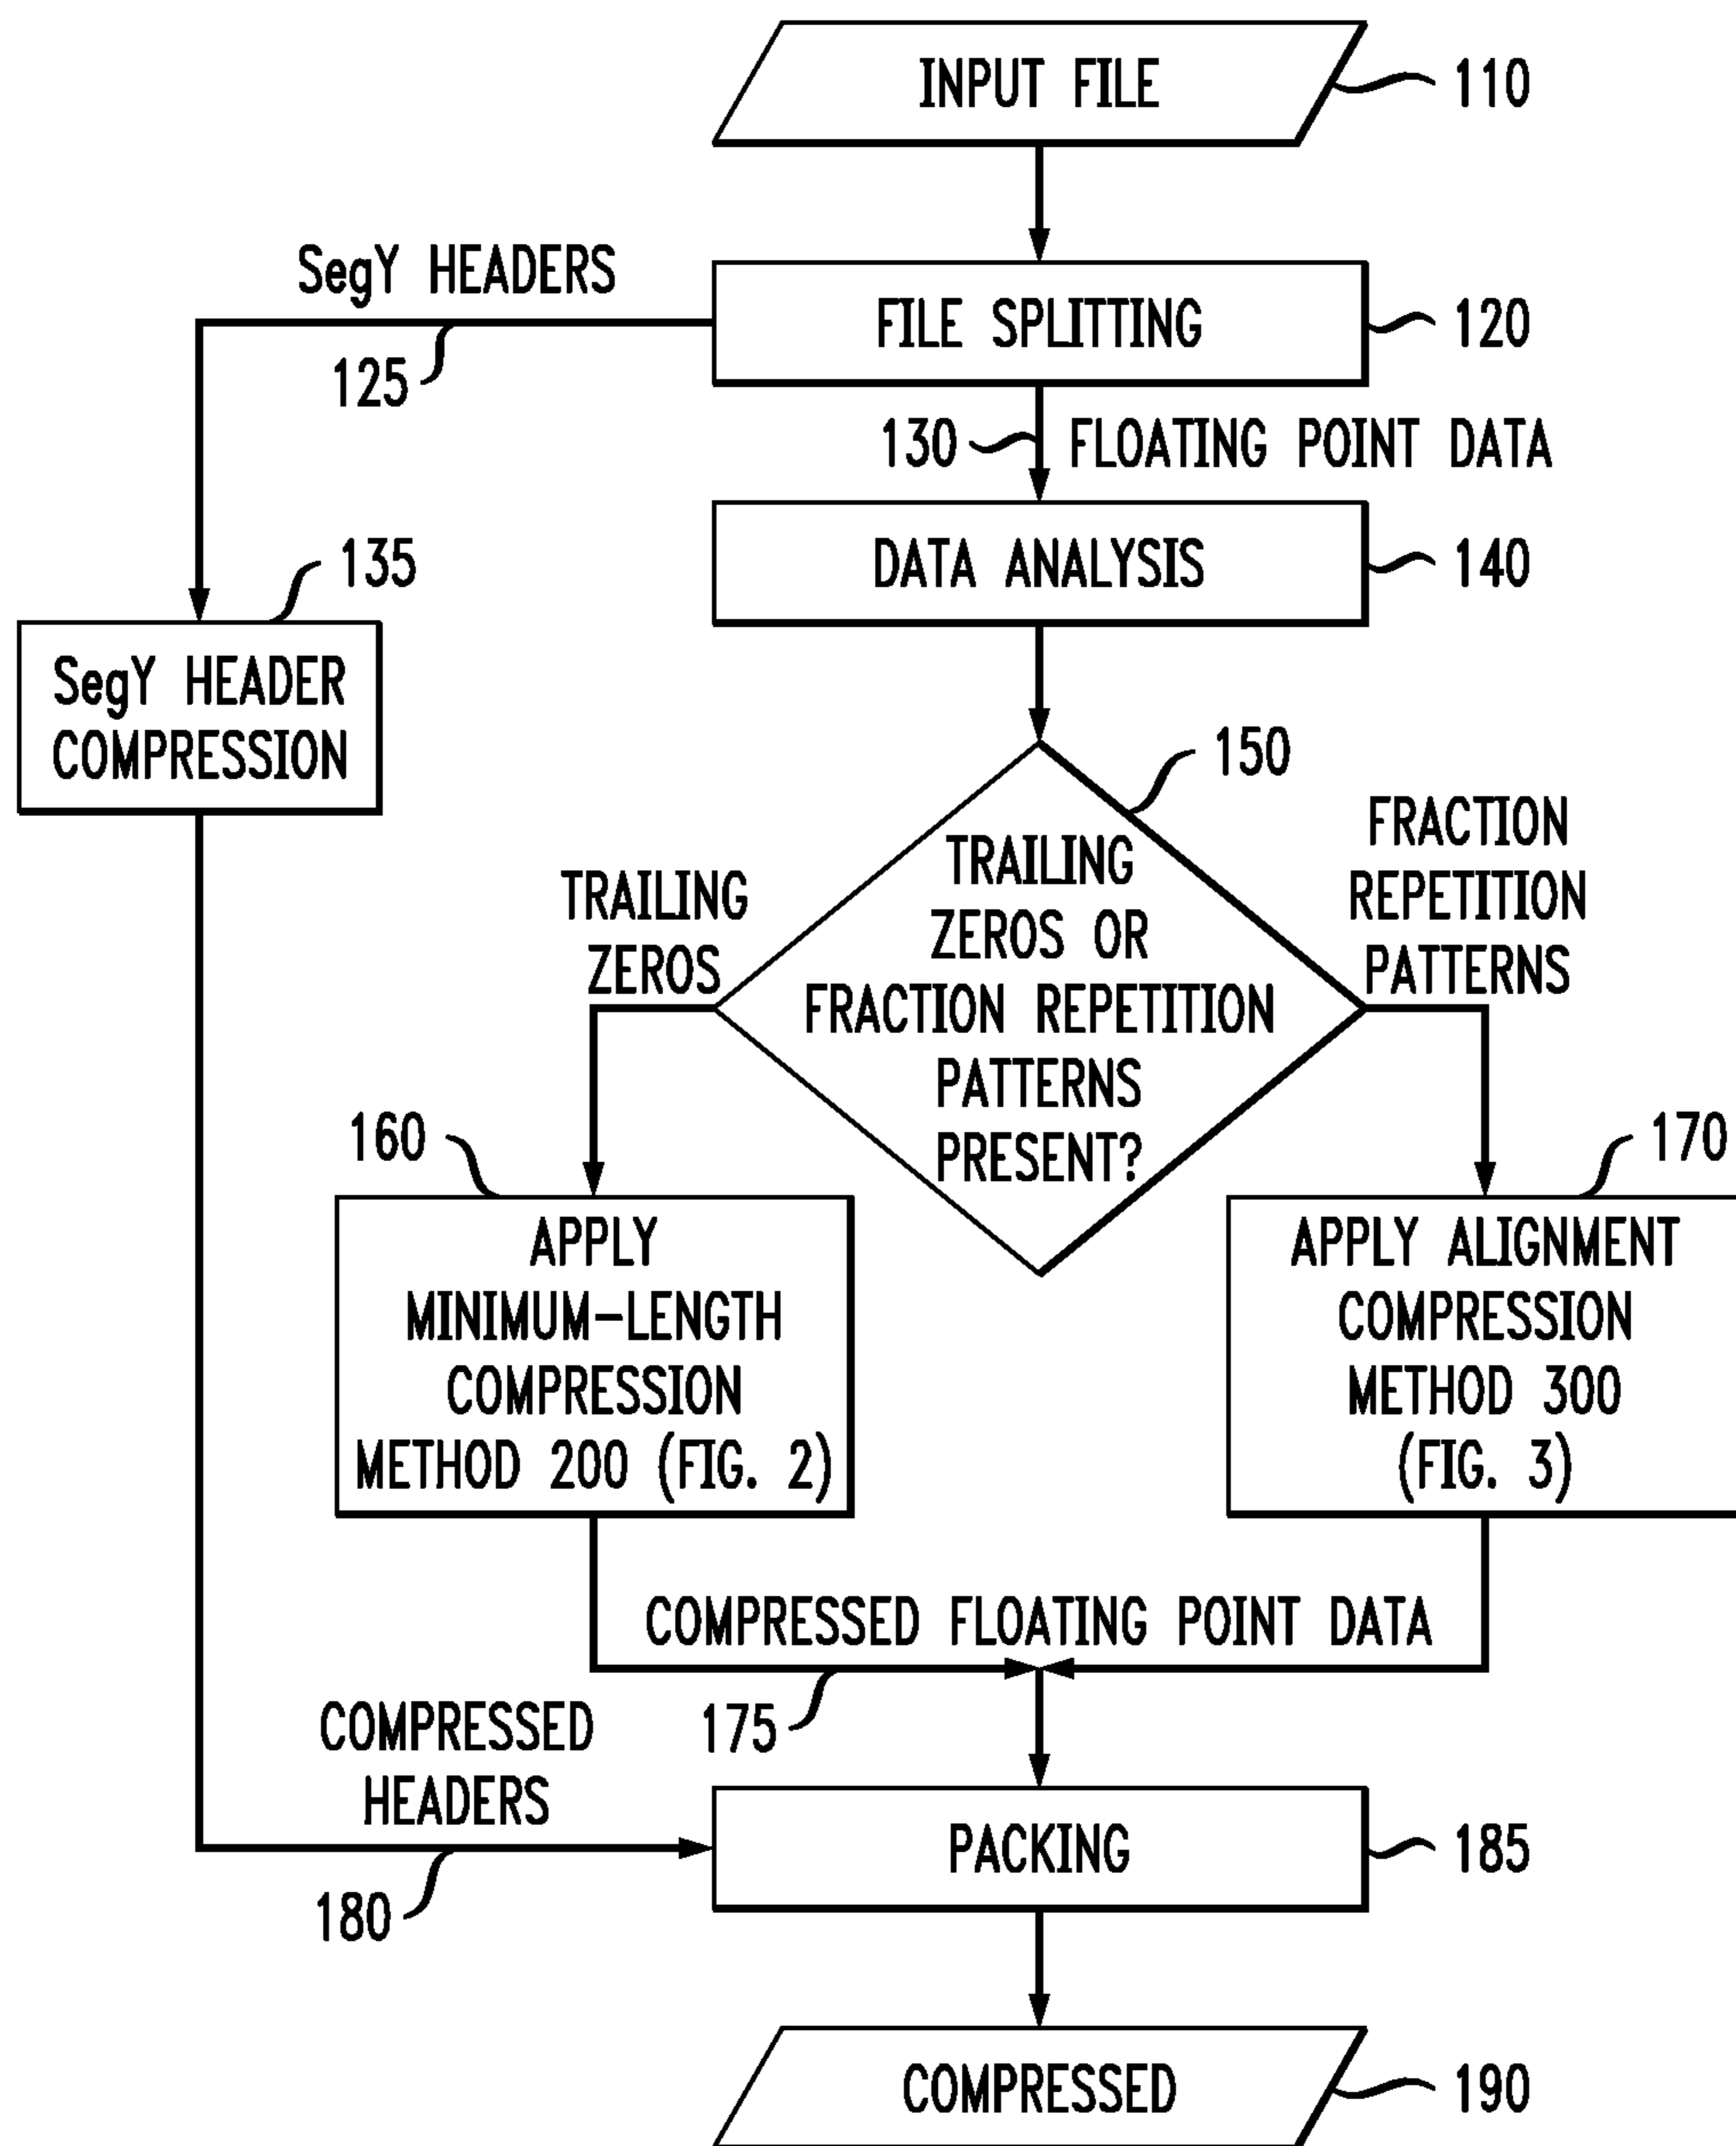 INPUT FILE
110
SegY HEADERS
125
FILE SPLITTING
120
130
FLOATING POINT DATA
DATA ANALYSIS
140
135
SegY HEADER
COMPRESSION
150
TRAILING
ZEROS OR
FRACTION REPETITION
PATTERNS
PRESENT?
TRAILING
ZEROS
FRACTION
REPETITION
PATTERNS
160
APPLY
MINIMUM-LENGTH
COMPRESSION
METHOD 200 (FIG. 2)
170
APPLY ALIGNMENT
COMPRESSION
METHOD 300
(FIG. 3)
COMPRESSED FLOATING POINT DATA
175
COMPRESSED
HEADERS
180
PACKING
185
COMPRESSED
190